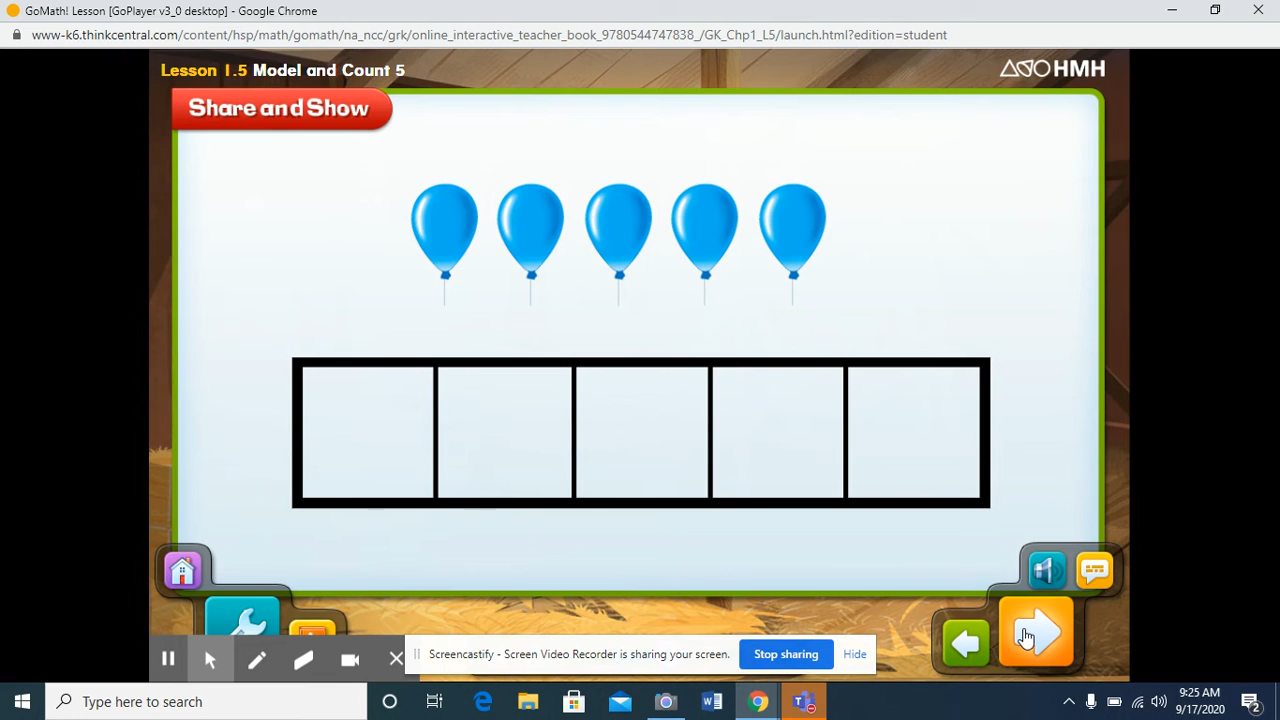 GoMath! Lesson [GoPlayer v3_0 desktop] - Google Chrome
www-k6.thinkcentral.com/content/hsp/math/gomath/na_ncc/grk/online_interactive_teacher_book_9780544747838_/GK_Chp1_L5/launch.html?edition=student
Lesson 1.5 Model and Count 5
HMH
Share and Show
Screencastify - Screen Video Recorder is sharing your screen.
Stop sharing
Hide
Type here to search
9:25 AM
9/17/2020
2